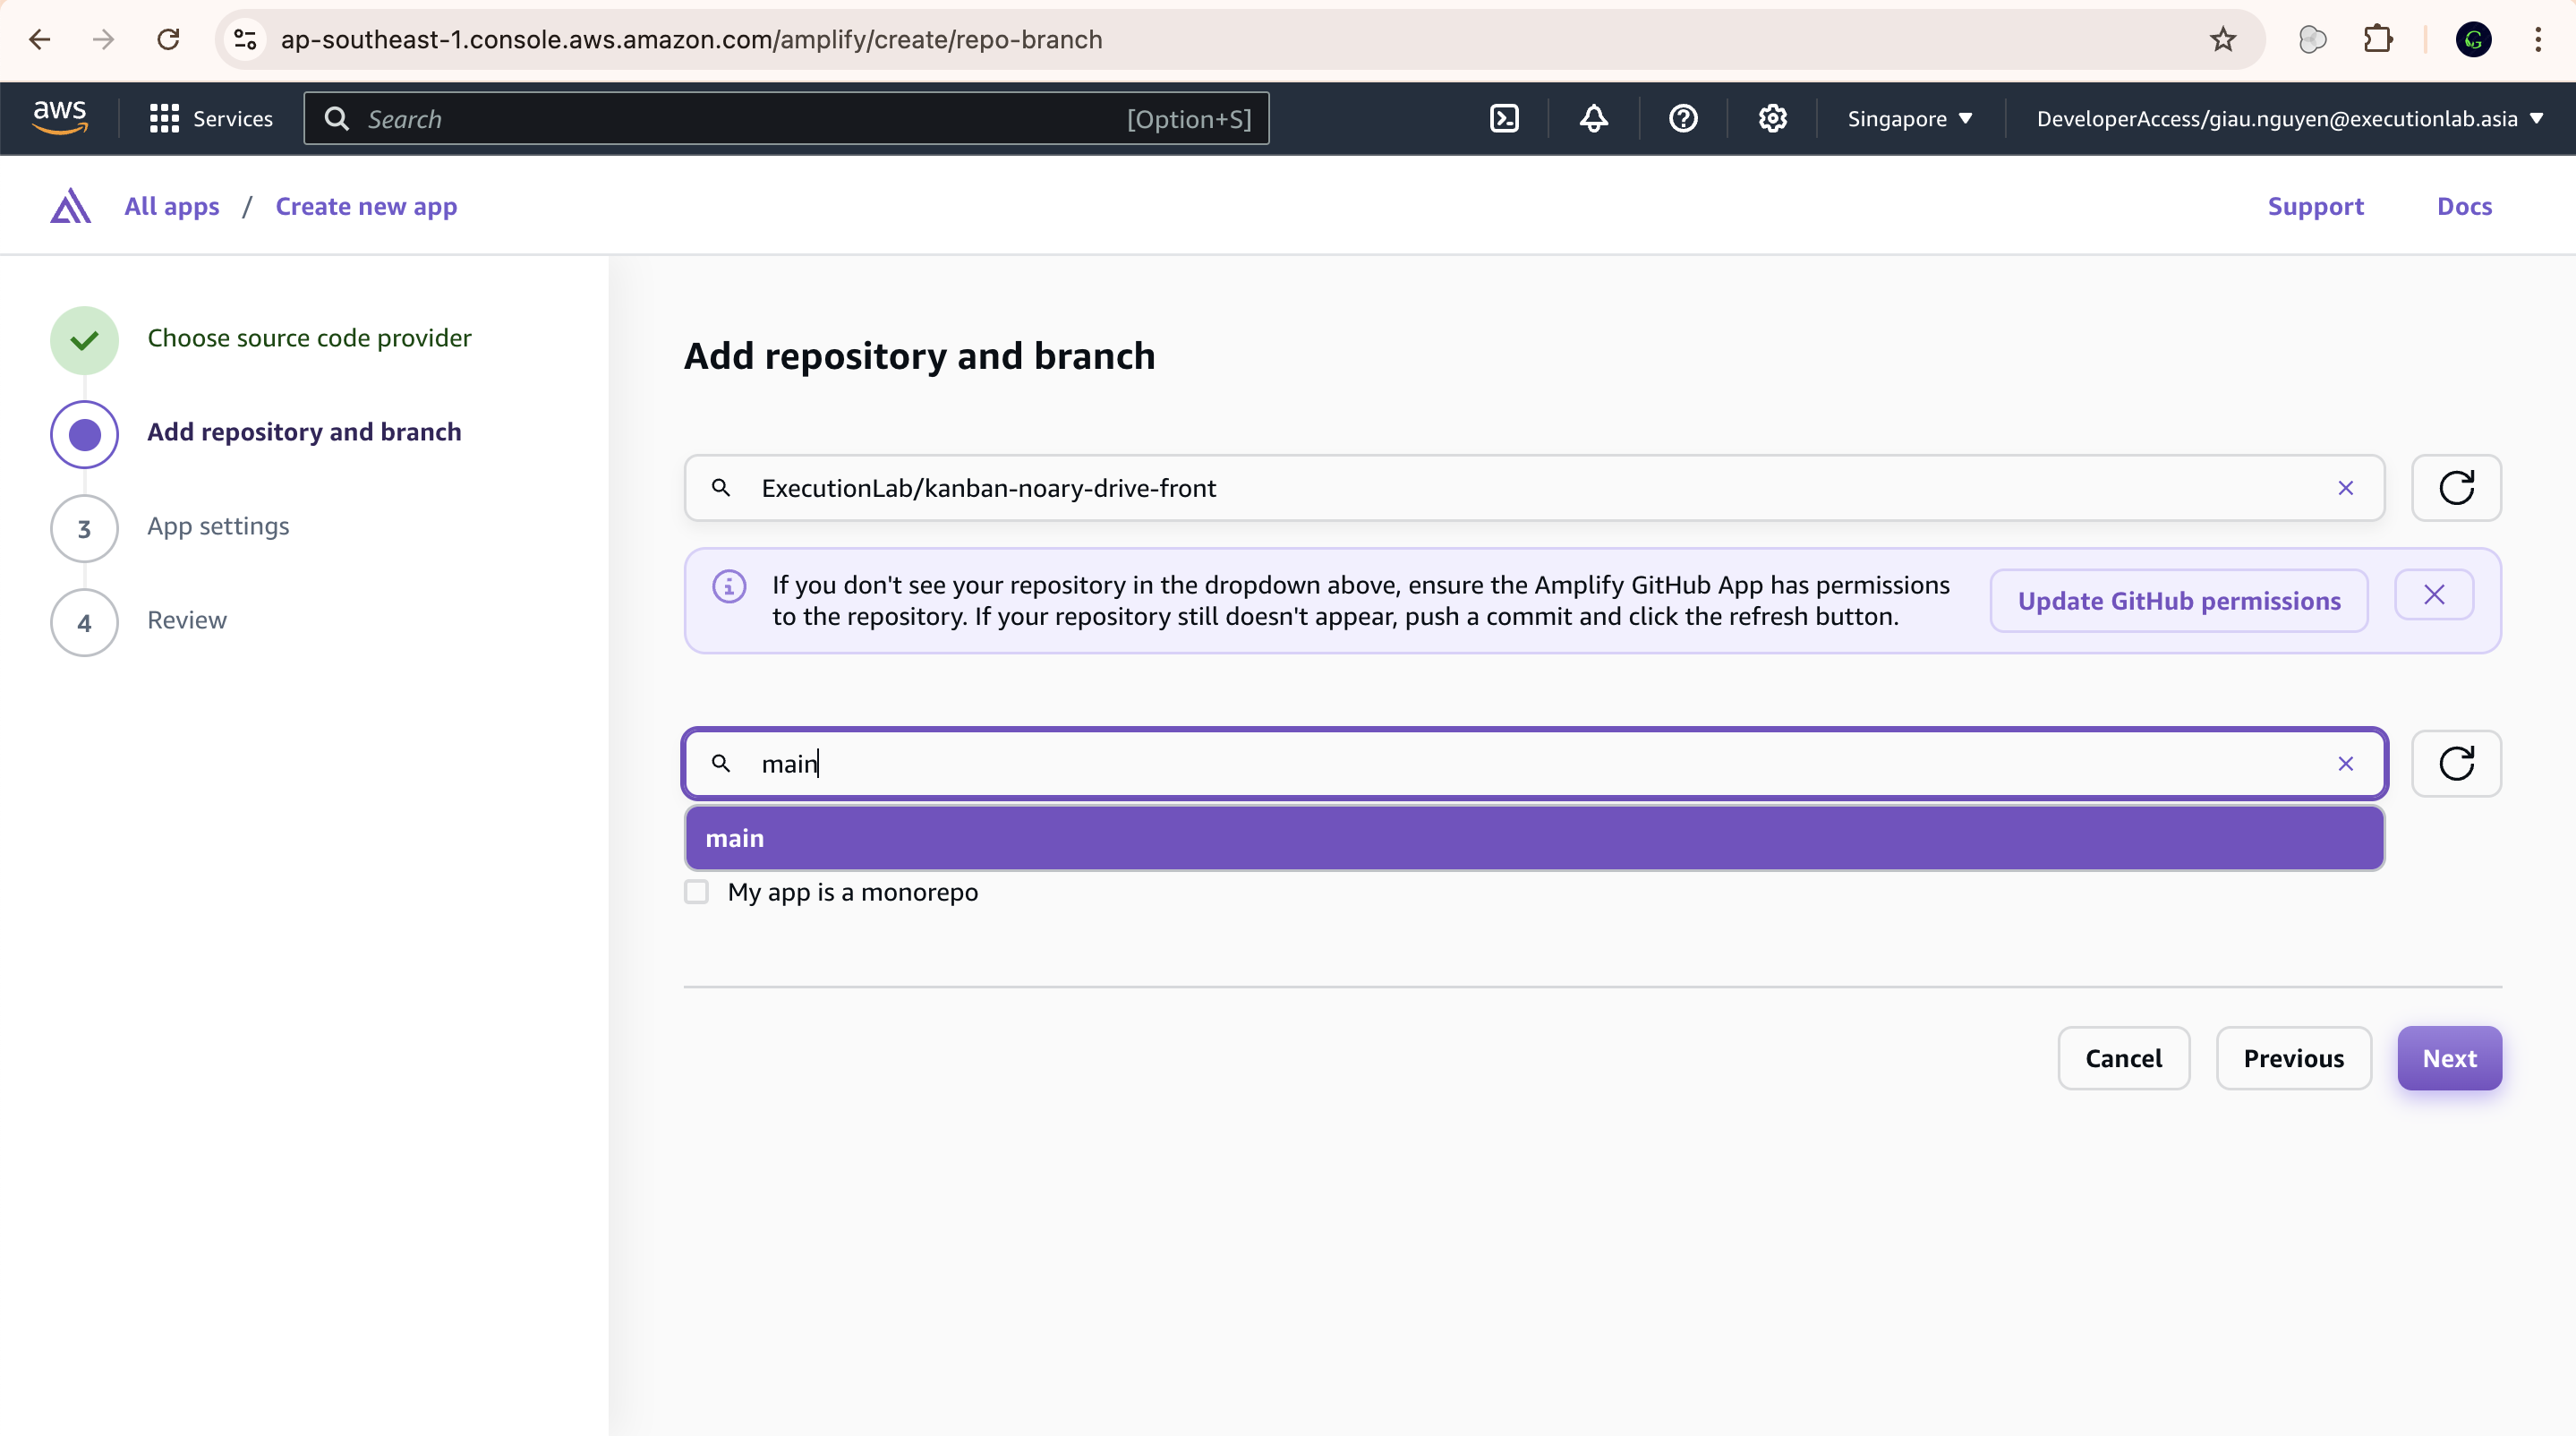 ap-southeast-1.console.aws.amazon.com/amplify/create/repo-branch
G
aws
Services
Search
[Option+S]
Singapore
DeveloperAccess/giau.nguyen@executionlab.asia
All apps / Create new app
Support
Docs
Choose source code provider
Add repository and branch
3
App settings
4
Review
Add repository and branch
ExecutionLab/kanban-noary-drive-front
If you don't see your repository in the dropdown above, ensure the Amplify GitHub App has permissions
to the repository. If your repository still doesn't appear, push a commit and click the refresh button.
Update GitHub permissions
main
main
My app is a monorepo
Cancel
Previous
Next